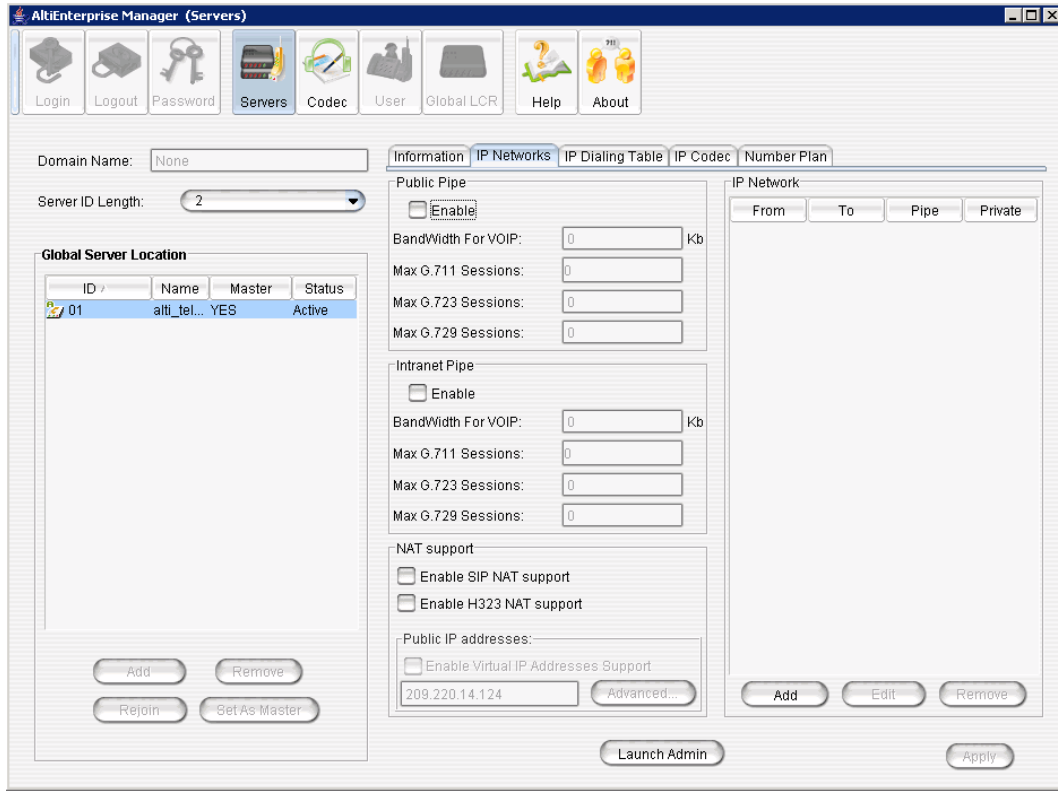 AltiEnterprise Manager (Servers)
Login Logout Password Servers Codec User Global LCR Help About
?!!
Domain Name: None
Server ID Length: 2
Global Server Location
ID / Name Master Status
01 alti_tel... YES Active
Add Remove
Rejoin Set As Master
Information IP Networks IP Dialing Table IP Codec Number Plan
Public Pipe
Enable
BandWidth For VOIP: 0 Kb
Max G.711 Sessions: 0
Max G.723 Sessions: 0
Max G.729 Sessions: 0
Intranet Pipe
Enable
BandWidth For VOIP: 0 Kb
Max G.711 Sessions: 0
Max G.723 Sessions: 0
Max G.729 Sessions: 0
NAT support
Enable SIP NAT support
Enable H323 NAT support
Public IP addresses:
Enable Virtual IP Addresses Support
209.220.14.124 Advanced...
IP Network
From To Pipe Private
Add Edit Remove
Launch Admin
Apply